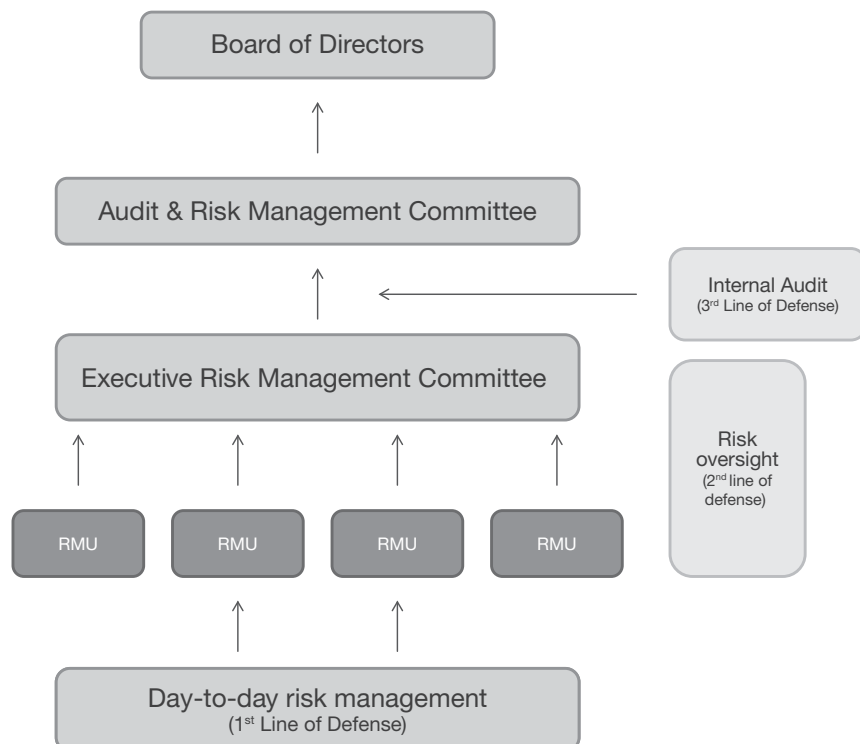 Board of Directors
Audit & Risk Management Committee
Internal Audit
(3rd Line of Defense)
Executive Risk Management Committee
Risk
oversight
(2nd line of
defense)
RMU
RMU
RMU
RMU
Day-to-day risk management
(1st Line of Defense)